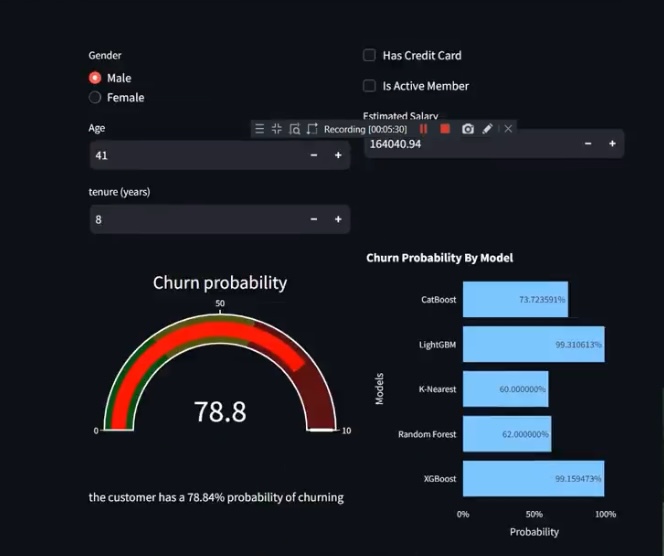 Gender
Male
Female
Age
41
tenure (years)
8
Has Credit Card
Is Active Member
Estimated Salary
Recording [00:05:30]
164040.94
Churn probability
50
78.8
0
10
the customer has a 78.84% probability of churning
Churn Probability By Model
Models
CatBoost 73.723591%
LightGBM 99.310613%
K-Nearest 60.000000%
Random Forest 62.000000%
XGBoost 99.159473%
0% 50% 100%
Probability